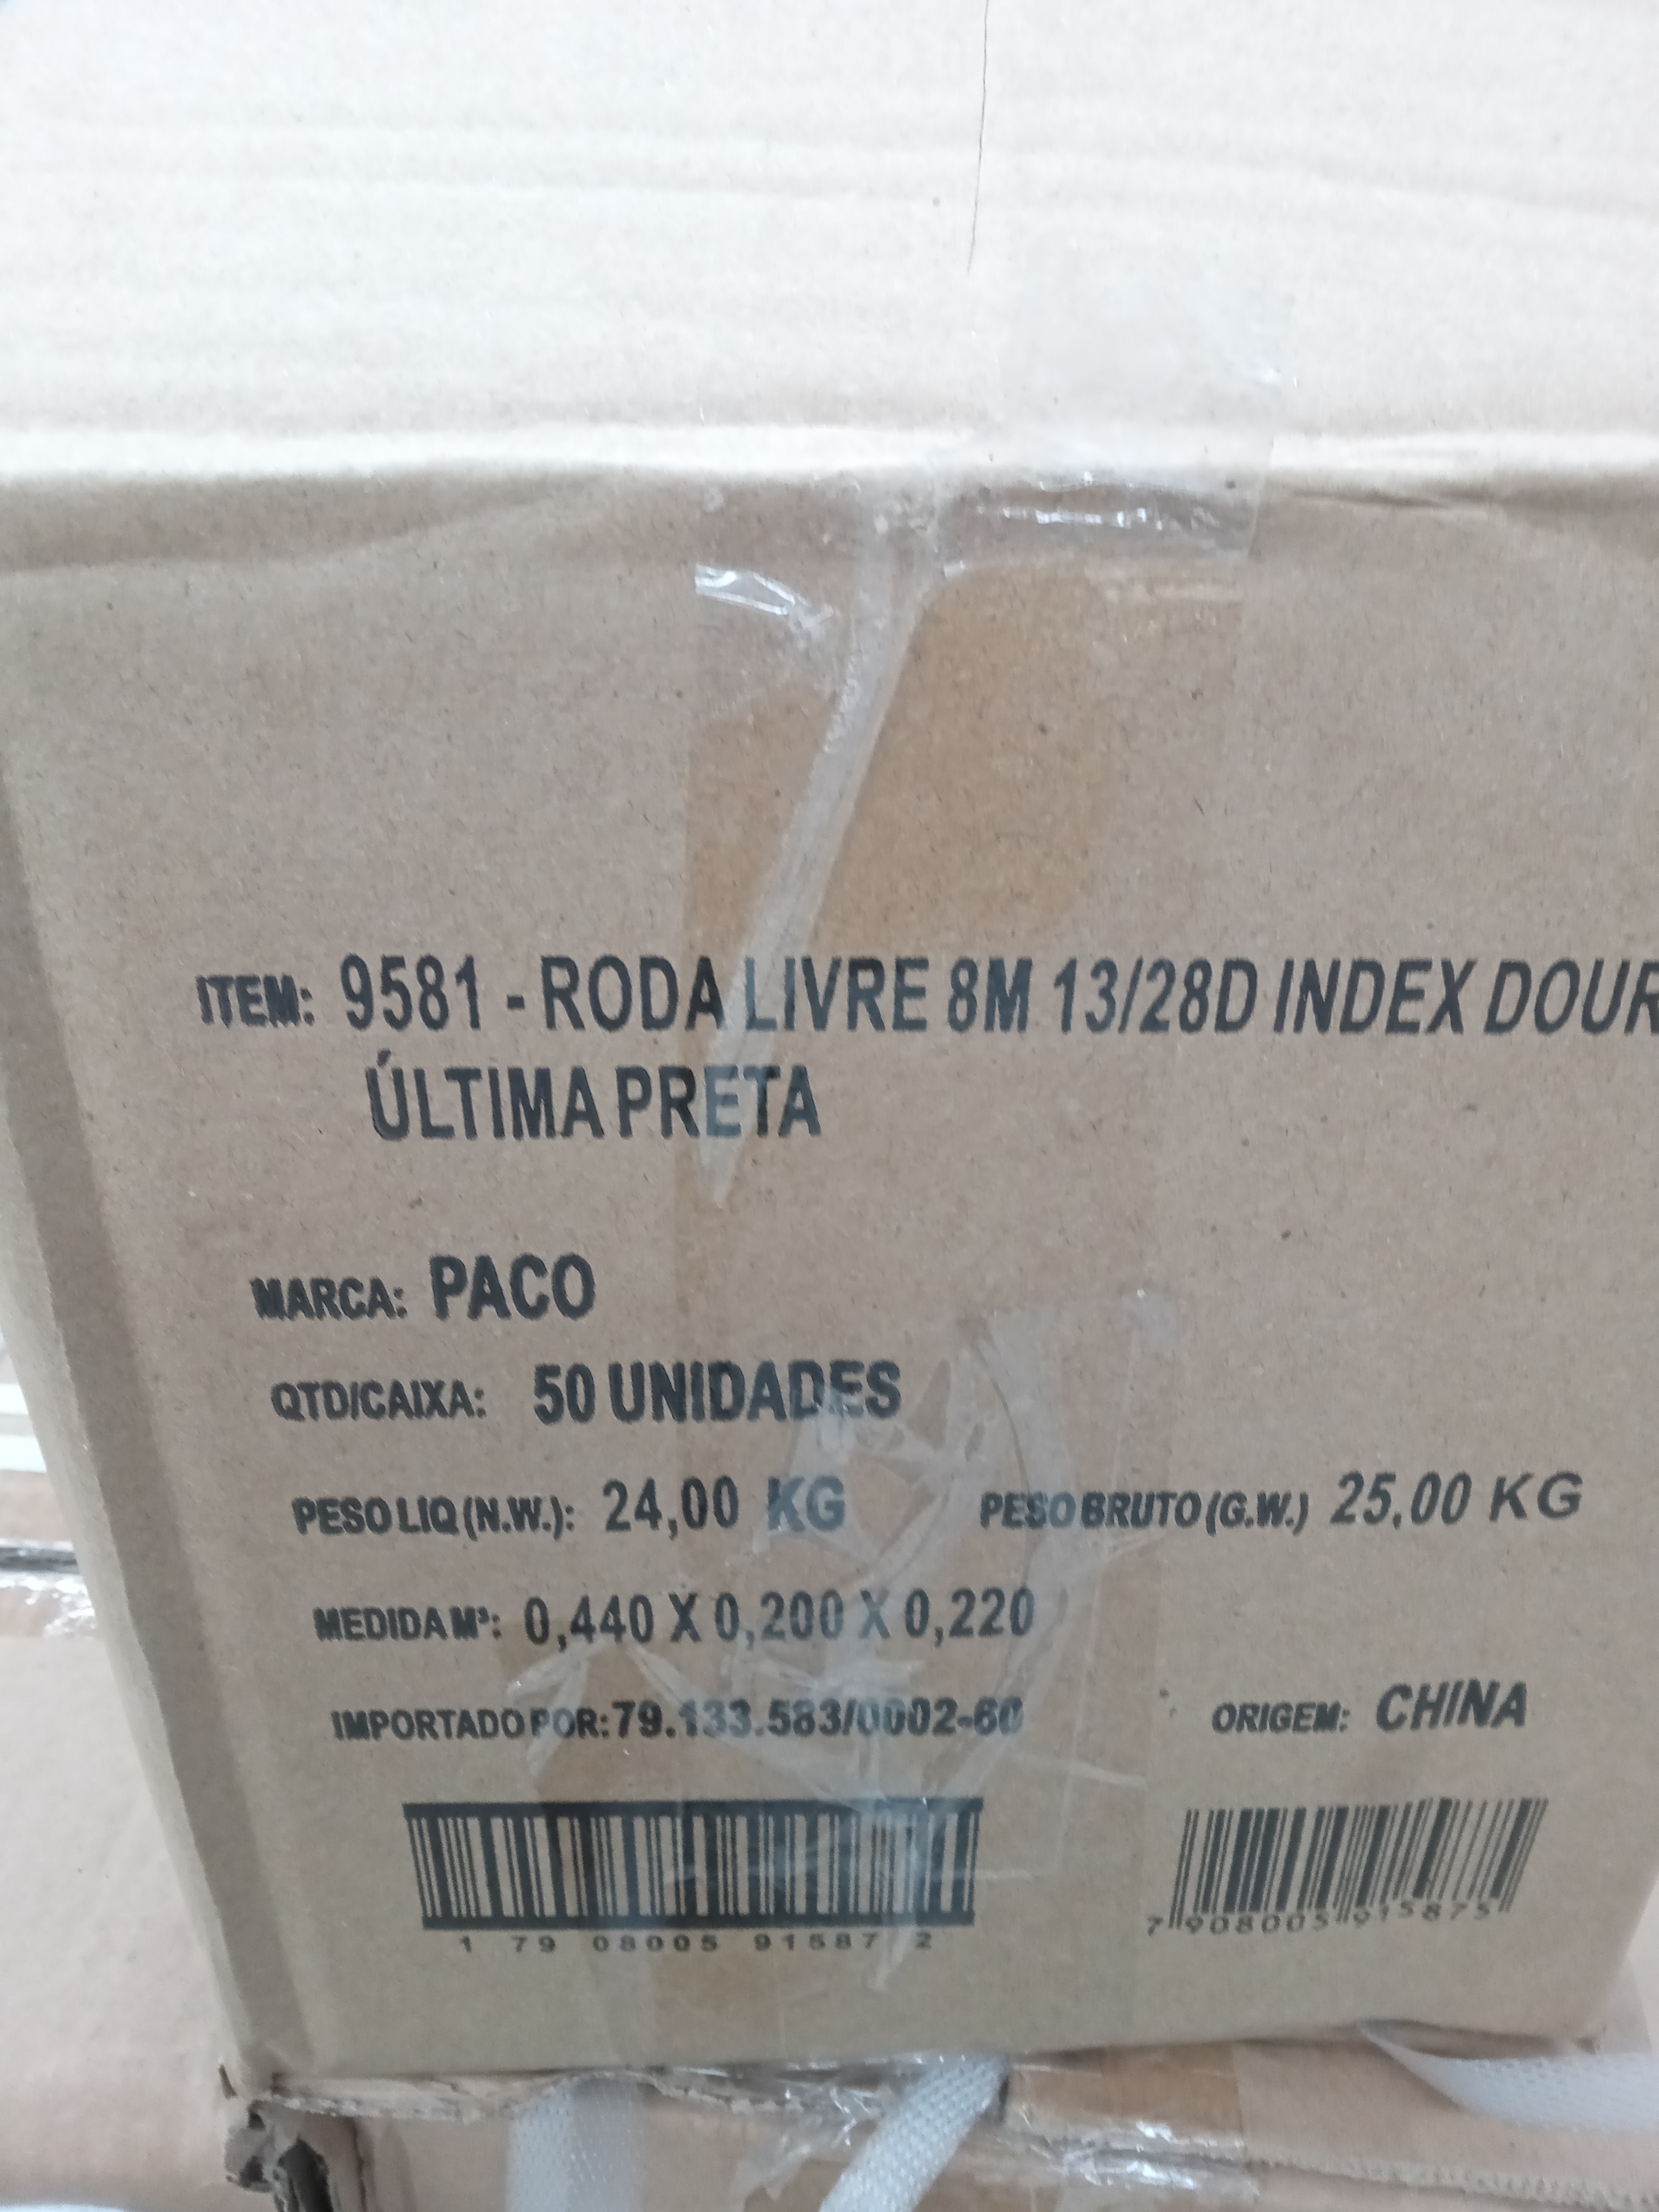 ITEM: 9581 - RODA LIVRE 8M 13/28D INDEX DOUR
ÚLTIMA PRETA
MARCA: PACO
QTD/CAIXA: 50 UNIDADES
PESO LIQ (N.W.): 24,00 KG PESO BRUTO (G.W.) 25,00 KG
MEDIDA M³: 0,440 X 0,200 X 0,220
IMPORTADO POR: 79.133.583/0002-60 ORIGEM: CHINA
1 79 08005 91587 2 7 908005 915875